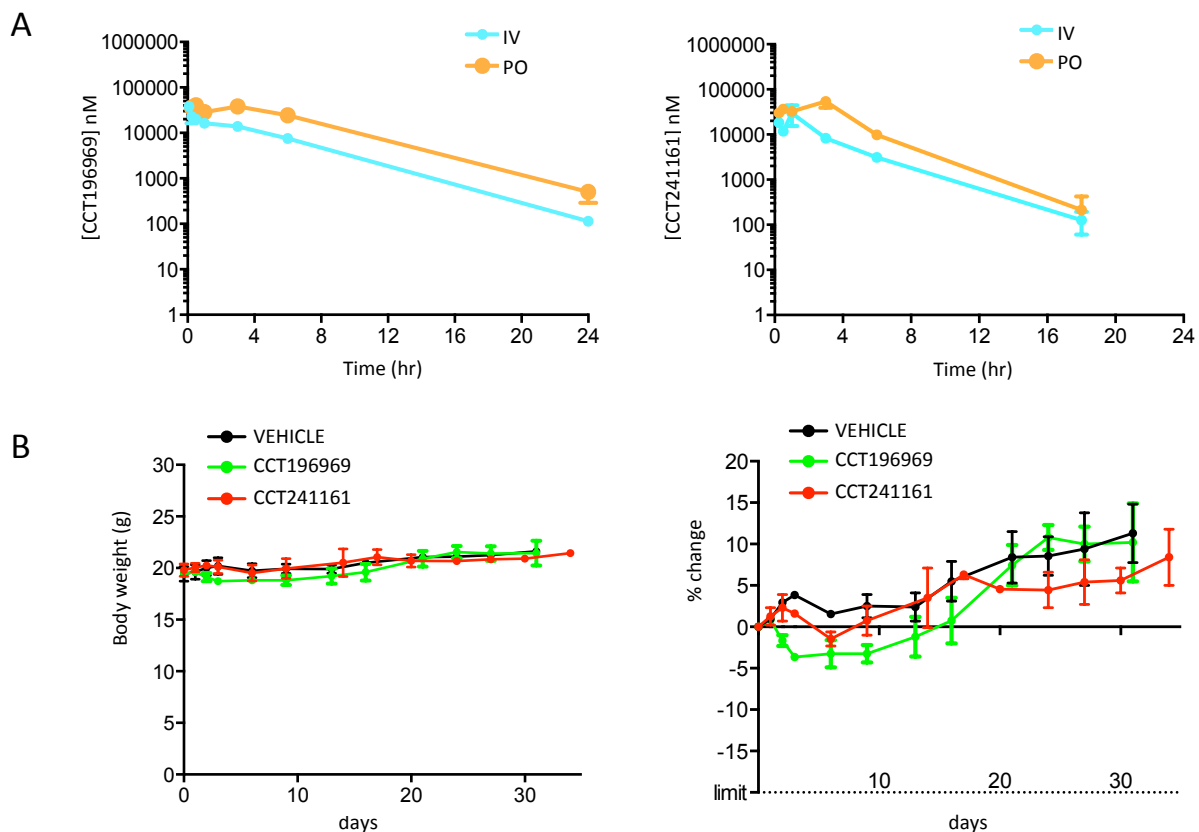 A
IV
PO
[CCT196969] nM
1000000
100000
10000
1000
100
10
1
0 4 8 12 16 20 24
Time (hr)
IV
PO
[CCT241161] nM
1000000
100000
10000
1000
100
10
1
0 4 8 12 16 20 24
Time (hr)
B
VEHICLE
CCT196969
CCT241161
Body weight (g)
30
25
20
15
10
5
0
0 10 20 30
days
VEHICLE
CCT196969
CCT241161
% change
20
15
10
5
0
-5
-10
-15
limit
10 20 30
days